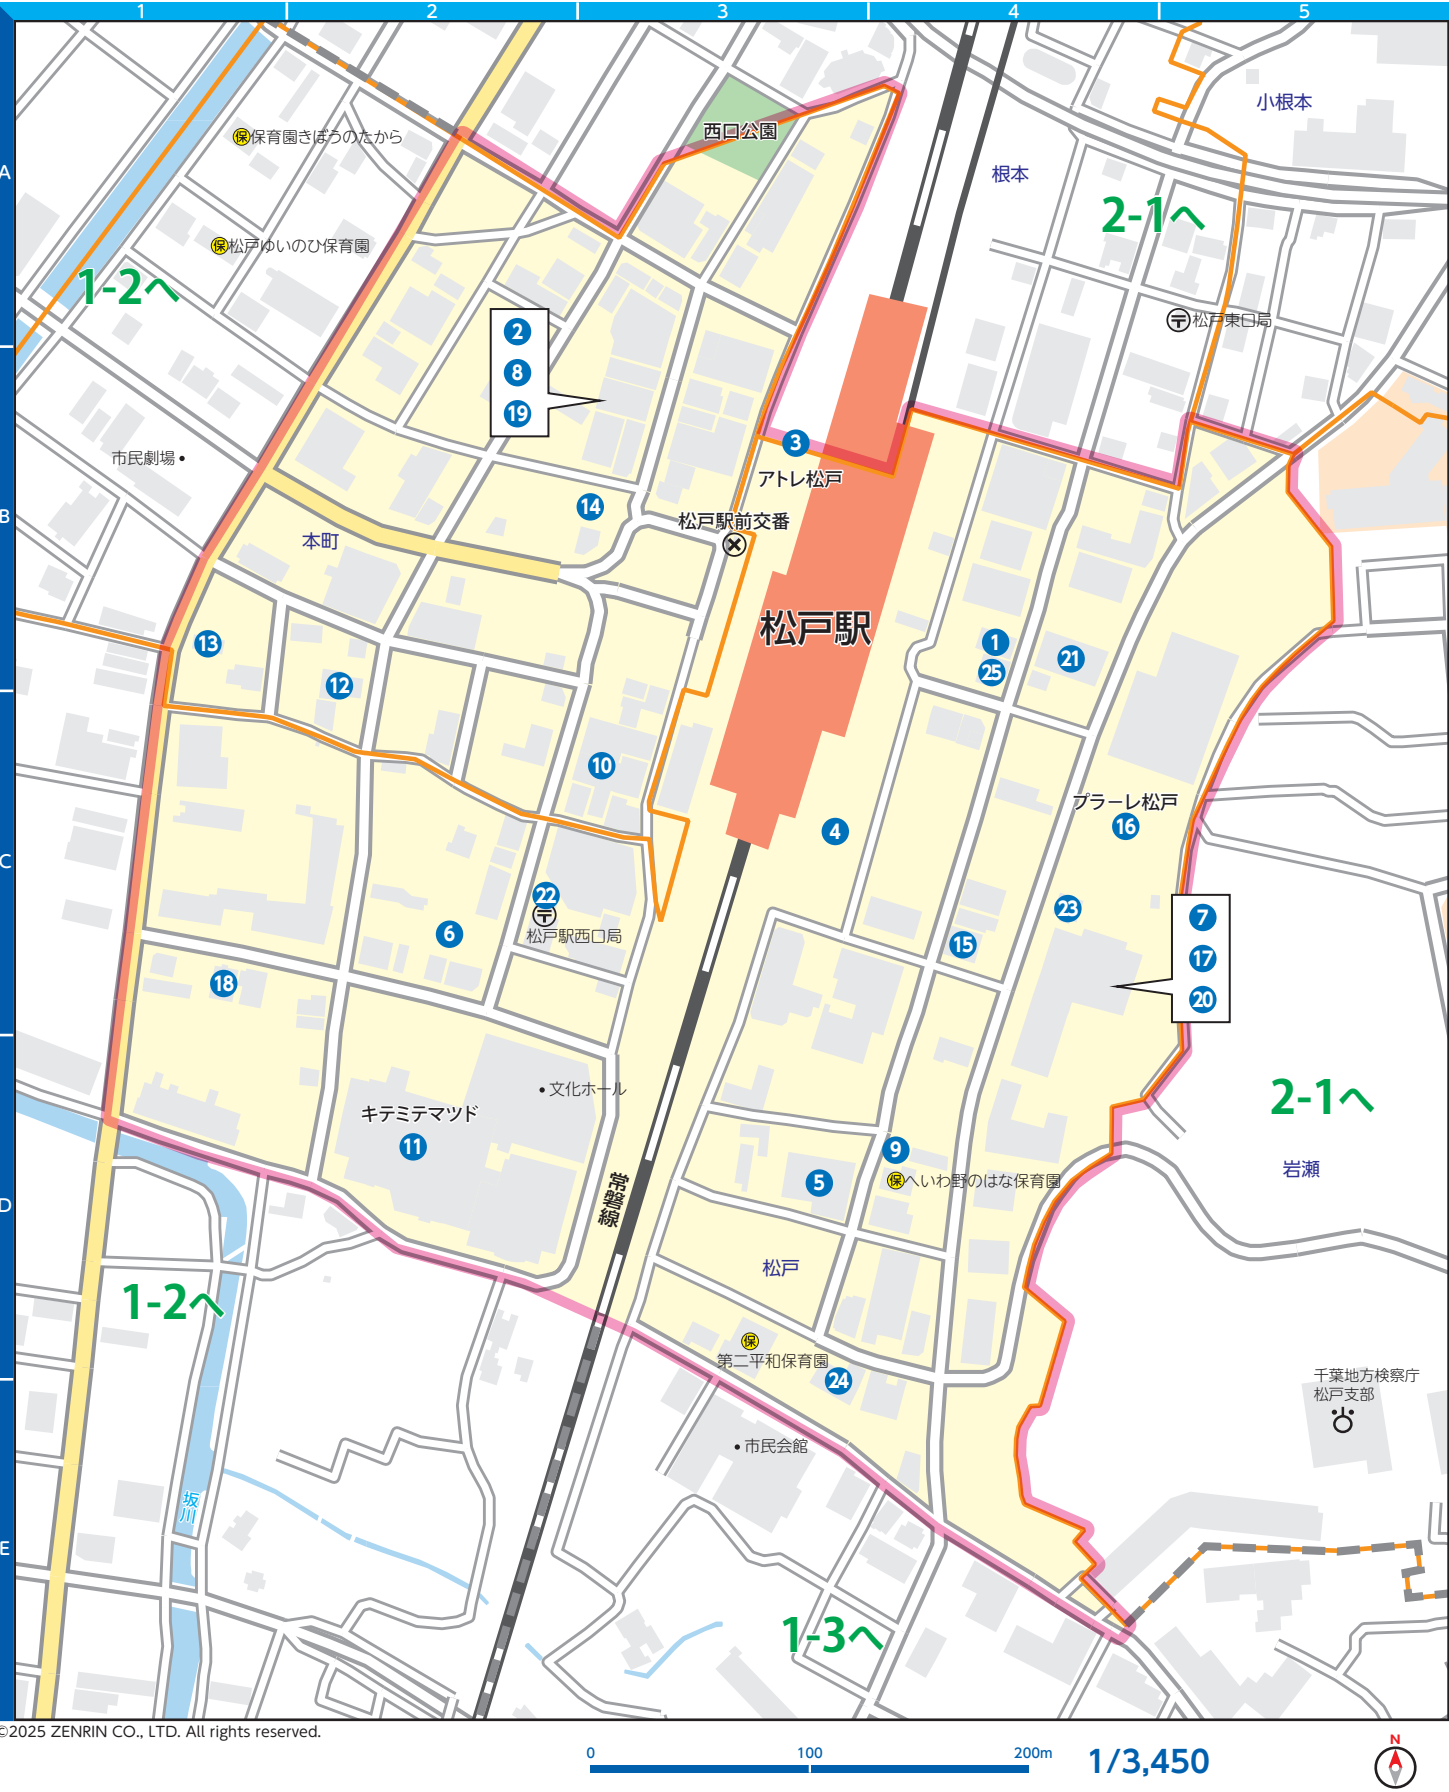 1 2 3 4 5
小根本
西口公園
保 保育園きぼうのたから
A
根本
2-1へ
保 松戸ゆいのひ保育園
1-2へ
〒 松戸東口局
2
8
19
3
市民劇場
アトレ松戸
14
B
松戸駅前交番
本町
松戸駅
13
1
21
25
12
10
プラーレ松戸
16
4
C
22
23
7
6
〒
松戸駅西口局
15
17
18
20
文化ホール
2-1へ
キテミテマツド
11
9
岩瀬
5
保 へいわ野のはな保育園
D
常磐線
松戸
1-2へ
保
第二平和保育園
24
千葉地方検察庁
松戸支部
市民会館
坂川
E
1-3へ
©2025 ZENRIN CO., LTD. All rights reserved.
0 100 200m
1/3,450
N